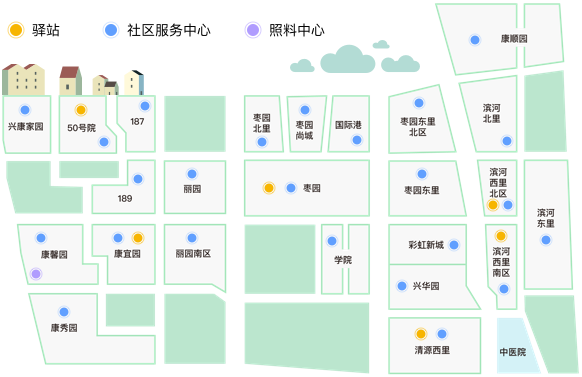 驿站
社区服务中心
照料中心
康顺园
兴康家园
50号院
187
枣园
北里
枣园
尚城
国际港
枣园东里
北区
滨河
北里
189
丽园
枣园
枣园东里
滨河
西里
北区
康馨园
康宜园
丽园南区
学院
彩虹新城
兴华园
滨河
西里
南区
滨河
东里
康秀园
清源西里
中医院